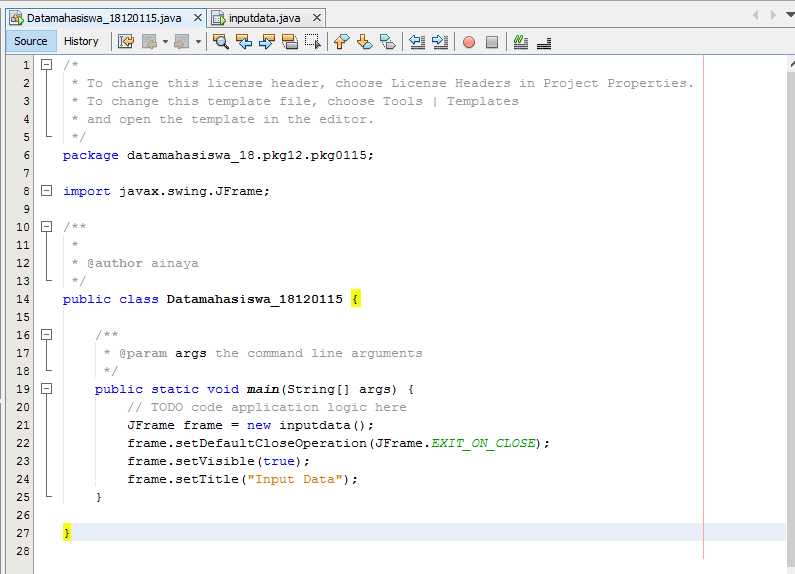 Datamahasiswa_18120115.java inputdata.java
Source History
1 /*
2 * To change this license header, choose License Headers in Project Properties.
3 * To change this template file, choose Tools | Templates
4 * and open the template in the editor.
5 */
6 package datamahasiswa_18.pkg12.pkg0115;
7
8 import javax.swing.JFrame;
9
10 /**
11 *
12 * @author ainaya
13 */
14 public class Datamahasiswa_18120115 {
15
16 /**
17 * @param args the command line arguments
18 */
19 public static void main(String[] args) {
20 // TODO code application logic here
21 JFrame frame = new inputdata();
22 frame.setDefaultCloseOperation(JFrame.EXIT_ON_CLOSE);
23 frame.setVisible(true);
24 frame.setTitle("Input Data");
25 }
26
27 }
28